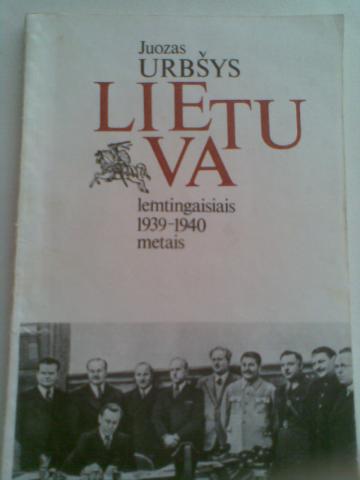 Juozas
URBŠYS
LIETU
VA
lemtingaisiais
1939-1940
metais